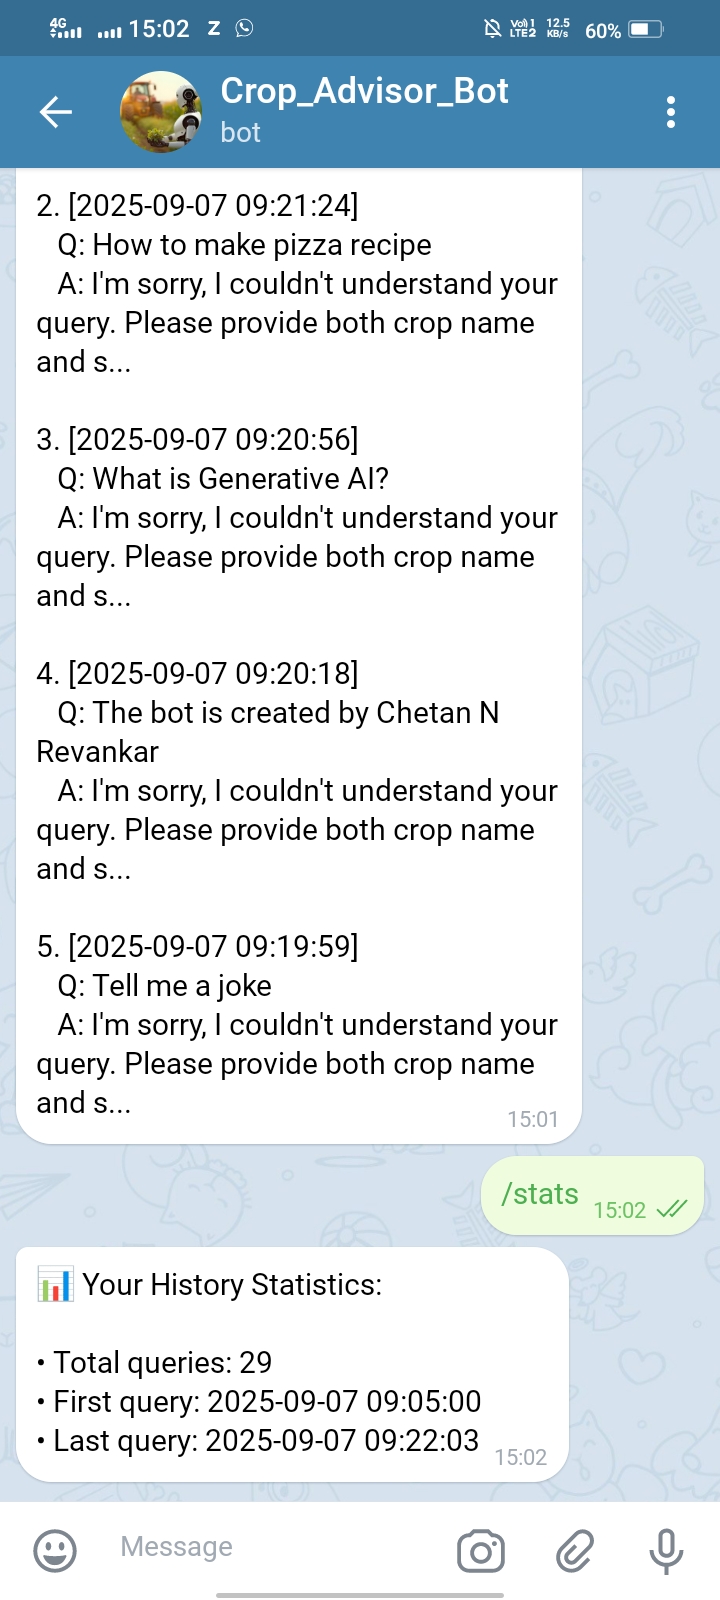 4G 15:02 Z Vo)) 1 LTE2 12.5 KB/s 60%
Crop_Advisor_Bot
bot
2. [2025-09-07 09:21:24]
Q: How to make pizza recipe
A: I'm sorry, I couldn't understand your
query. Please provide both crop name
and s...
3. [2025-09-07 09:20:56]
Q: What is Generative AI?
A: I'm sorry, I couldn't understand your
query. Please provide both crop name
and s...
4. [2025-09-07 09:20:18]
Q: The bot is created by Chetan N
Revankar
A: I'm sorry, I couldn't understand your
query. Please provide both crop name
and s...
5. [2025-09-07 09:19:59]
Q: Tell me a joke
A: I'm sorry, I couldn't understand your
query. Please provide both crop name
and s...
15:01
/stats 15:02
📊 Your History Statistics:
• Total queries: 29
• First query: 2025-09-07 09:05:00
• Last query: 2025-09-07 09:22:03
15:02
Message